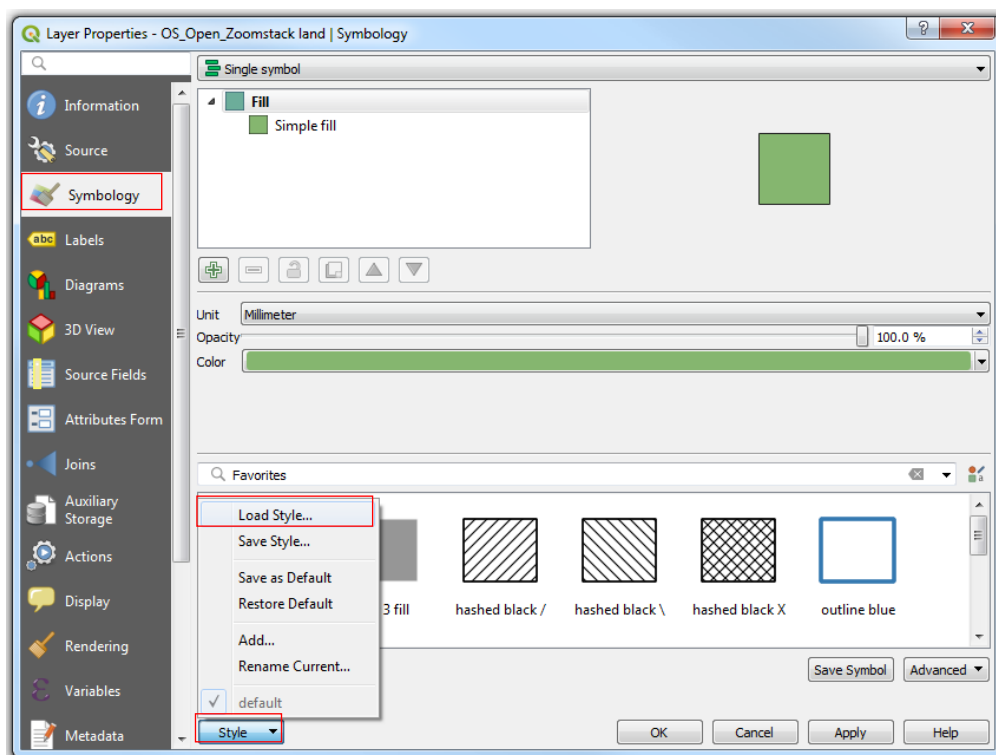 Layer Properties - OS_Open_Zoomstack land | Symbology
Single symbol
Information
Source
Symbology
abc Labels
Diagrams
3D View
Source Fields
Attributes Form
Joins
Auxiliary
Storage
Actions
Display
Rendering
Variables
Metadata
Fill
Simple fill
Unit Millimeter
Opacity 100.0 %
Color
Favorites
3 fill
hashed black /
hashed black \
hashed black X
outline blue
Load Style...
Save Style...
Save as Default
Restore Default
Add...
Rename Current...
default
Save Symbol Advanced
Style OK Cancel Apply Help